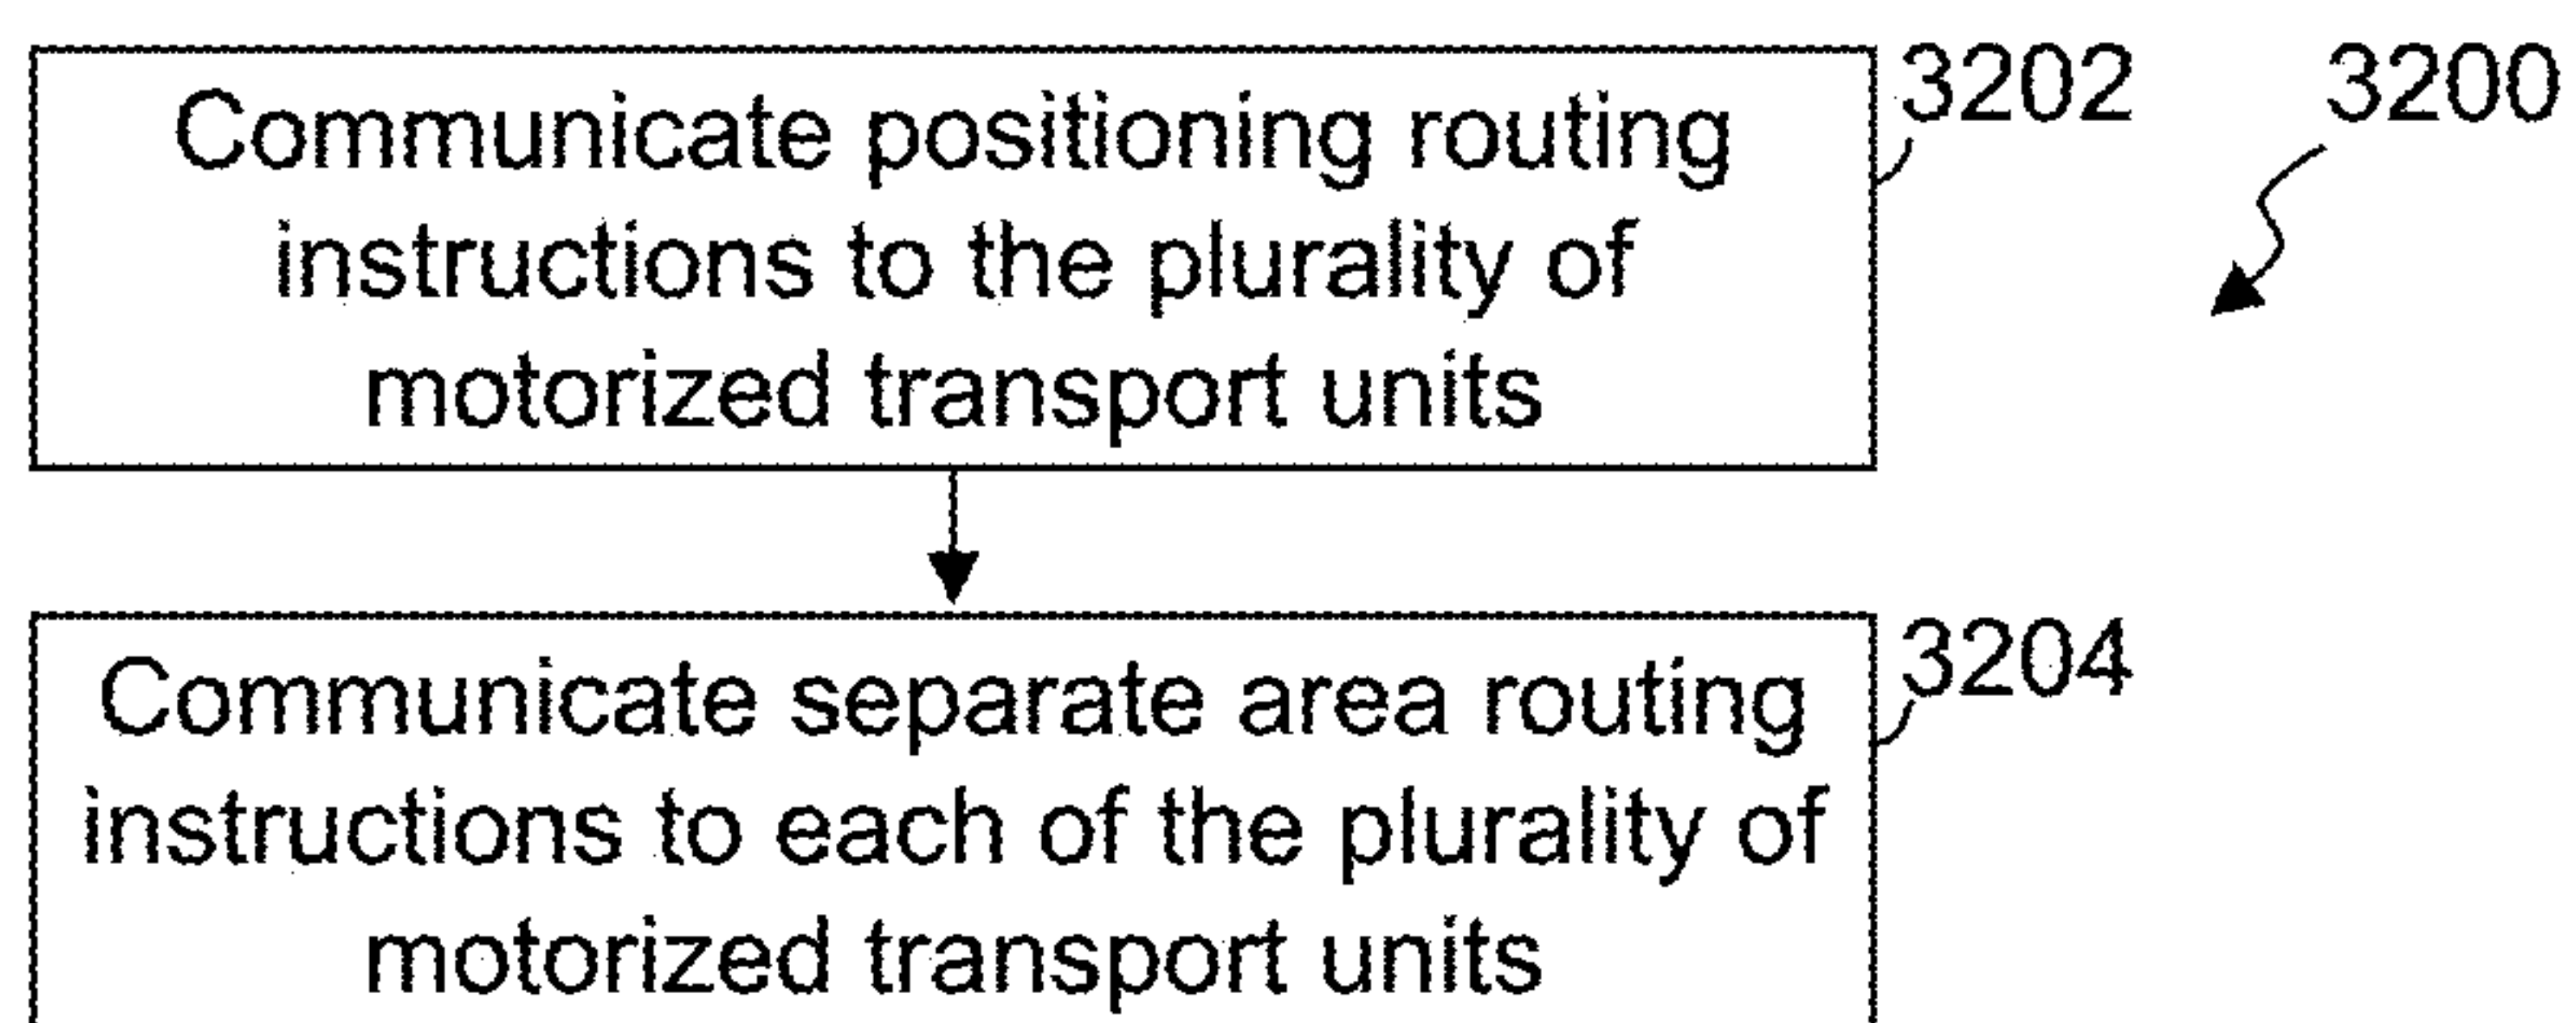 Communicate positioning routing
instructions to the plurality of
motorized transport units
3202
3200
Communicate separate area routing
instructions to each of the plurality of
motorized transport units
3204